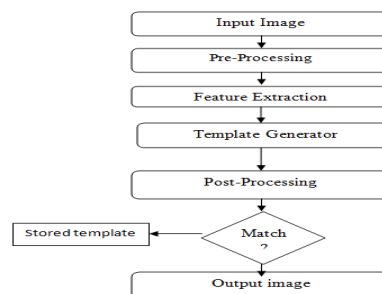 Input Image
Pre-Processing
Feature Extraction
Template Generator
Post-Processing
Stored template
Match
?
Output image